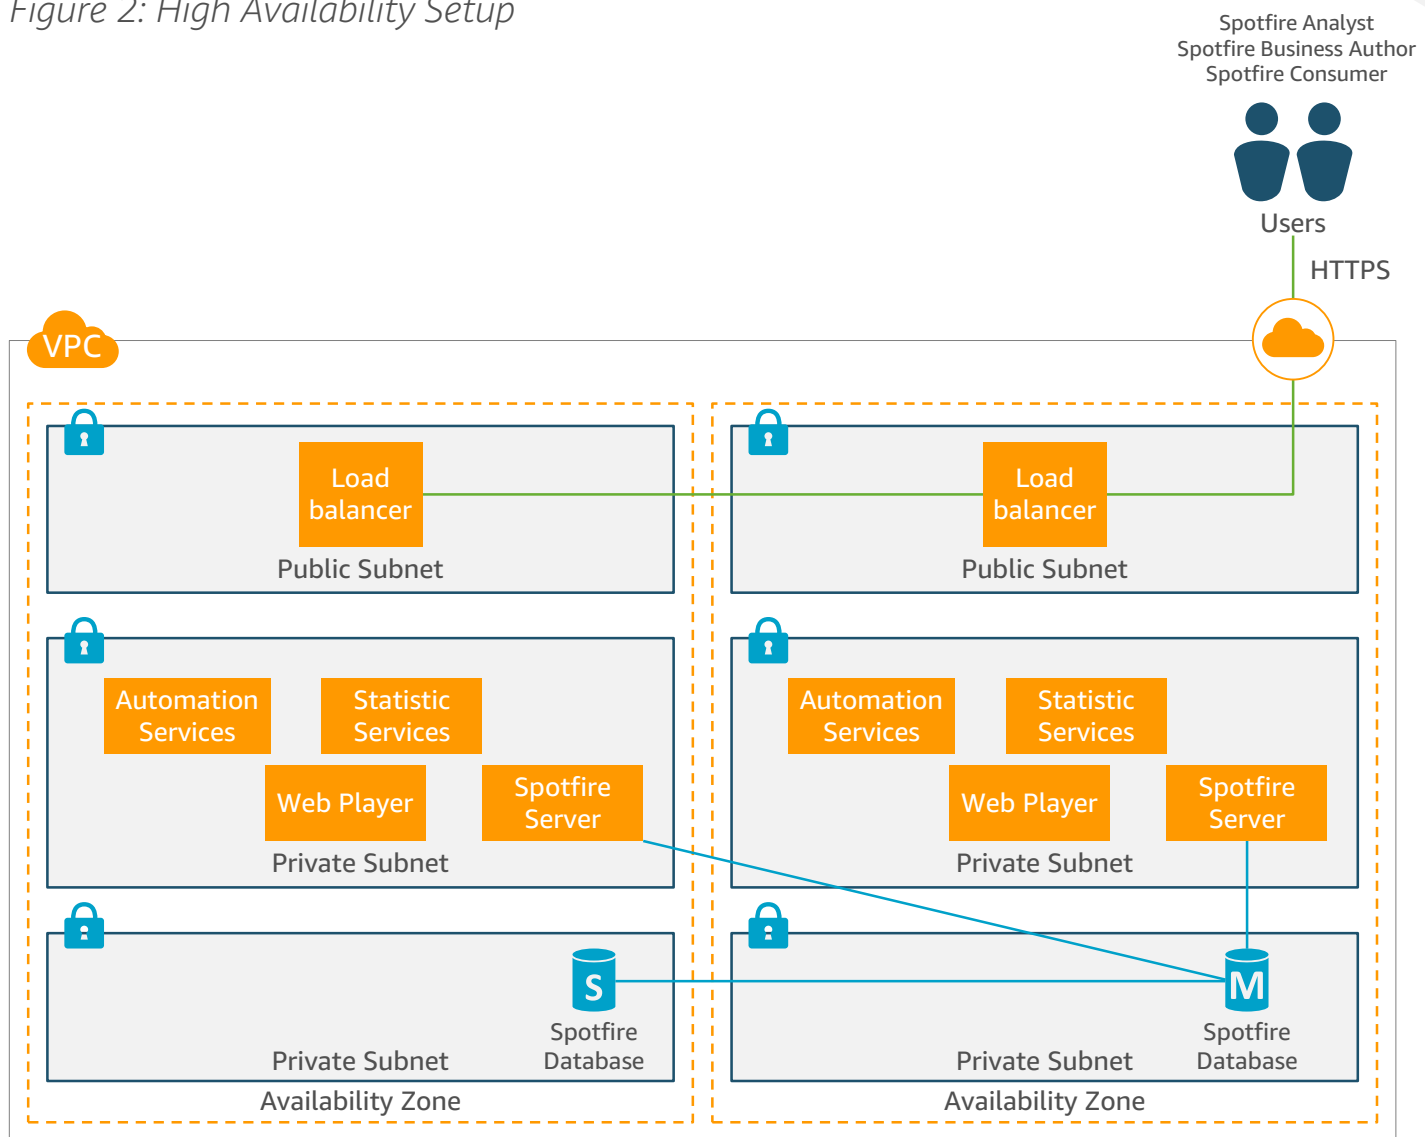 Figure 2: High Availability Setup
Spotfire Analyst
Spotfire Business Author
Spotfire Consumer
Users
HTTPS
VPC
Load
balancer
Public Subnet
Load
balancer
Public Subnet
Automation
Services
Statistic
Services
Web Player
Spotfire
Server
Private Subnet
Automation
Services
Statistic
Services
Web Player
Spotfire
Server
Private Subnet
S
Spotfire
Database
Private Subnet
M
Spotfire
Database
Private Subnet
Availability Zone
Availability Zone